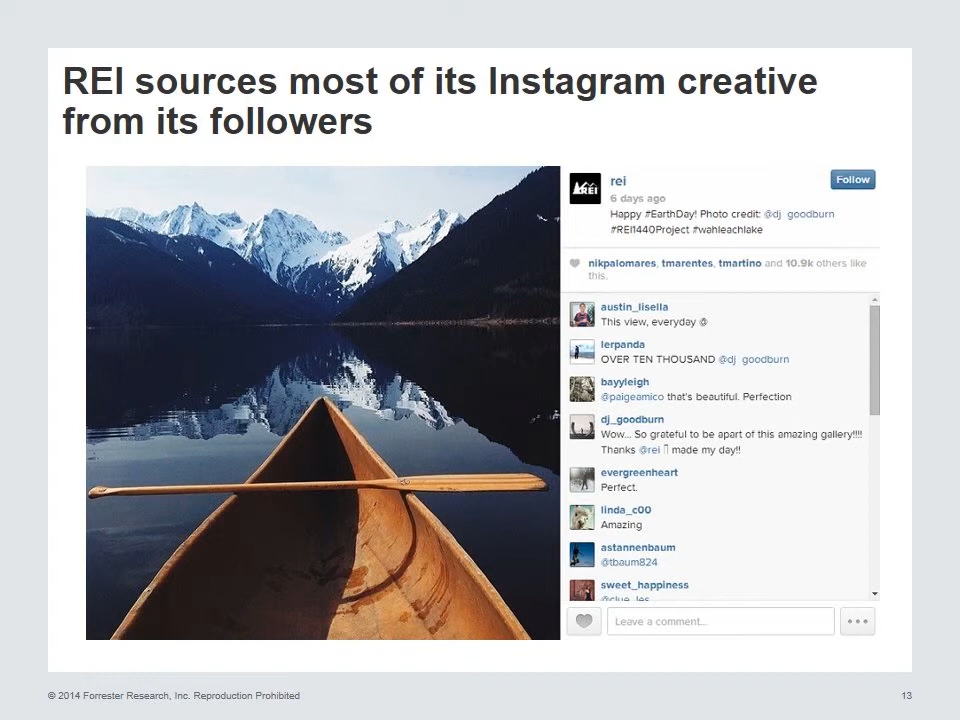 REI sources most of its Instagram creative
from its followers
REI
rei
Follow
6 days ago
Happy #EarthDay! Photo credit: @dj_goodburn
#REI1440Project #wahleachlake
nikpalomares, tmarentes, tmartino and 10.9k others like
this.
austin_lisella
This view, everyday @
lerpanda
OVER TEN THOUSAND @dj_goodburn
bayyleigh
@paigeamico that's beautiful. Perfection
dj_goodburn
Wow... So grateful to be apart of this amazing gallery!!!!
Thanks @rei made my day!!
evergreenheart
Perfect.
linda_c00
Amazing
astannenbaum
@tbaum824
sweet_happiness
@clue_les
Leave a comment...
© 2014 Forrester Research, Inc. Reproduction Prohibited
13